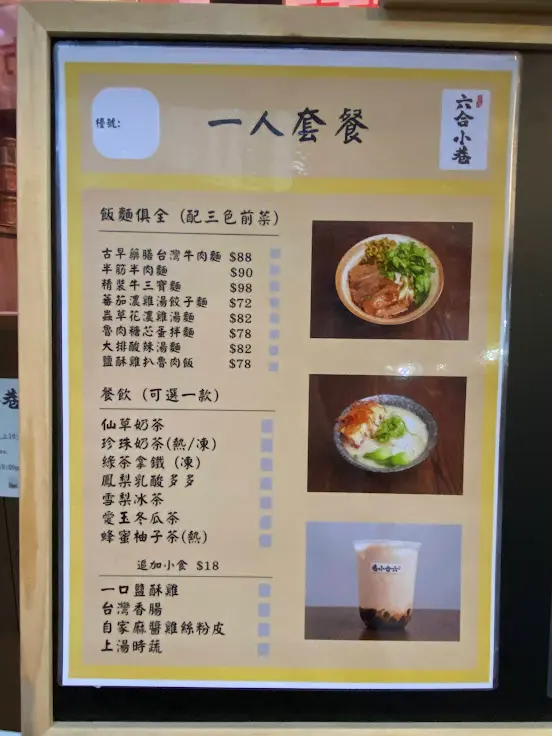 檯號:
一人套餐
六合小巷
飯麵俱全 (配三色前菜)
古早藥膳台灣牛肉麵 $88
半筋半肉麵 $90
精裝牛三寶麵 $98
蕃茄濃雞湯餃子麵 $72
蟲草花濃雞湯麵 $82
魯肉糖芯蛋拌麵 $78
大排酸辣湯麵 $82
鹽酥雞扒魯肉飯 $78
餐飲 (可選一款)
仙草奶茶
珍珠奶茶(熱/凍)
綠茶拿鐵 (凍)
鳳梨乳酸多多
雪梨冰茶
愛玉冬瓜茶
蜂蜜柚子茶(熱)
追加小食 $18
一口鹽酥雞
台灣香腸
自家麻醬雞絲粉皮
上湯時蔬
巷小合六
巷